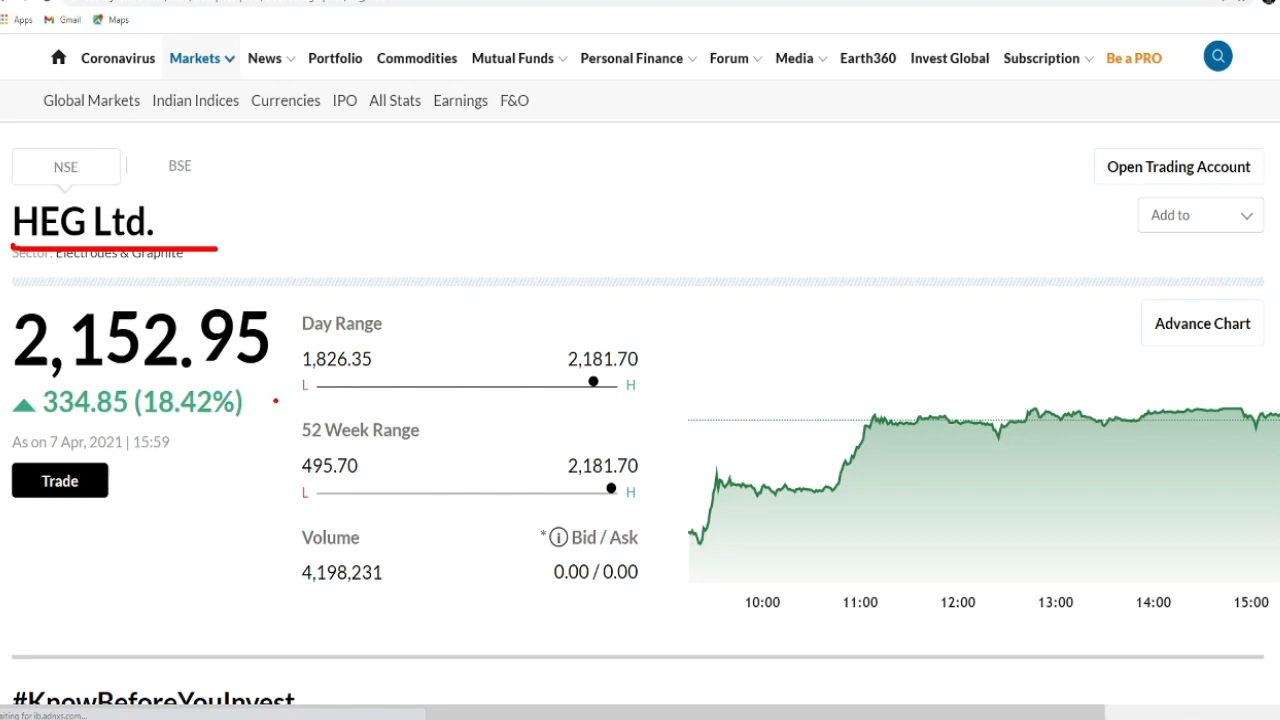 Apps Gmail Maps
Coronavirus Markets News Portfolio Commodities Mutual Funds Personal Finance Forum Media Earth360 Invest Global Subscription Be a PRO
Global Markets Indian Indices Currencies IPO All Stats Earnings F&O
NSE BSE
Open Trading Account
HEG Ltd.
Add to
Sector: Electrodes & Graphite
2,152.95
334.85 (18.42%)
As on 7 Apr, 2021 | 15:59
Trade
Day Range
1,826.35 2,181.70
L H
52 Week Range
495.70 2,181.70
L H
Volume * i Bid / Ask
4,198,231 0.00 / 0.00
Advance Chart
10:00 11:00 12:00 13:00 14:00 15:00
#KnowBeforeYouInvest
aiting for ib.adnxs.com...